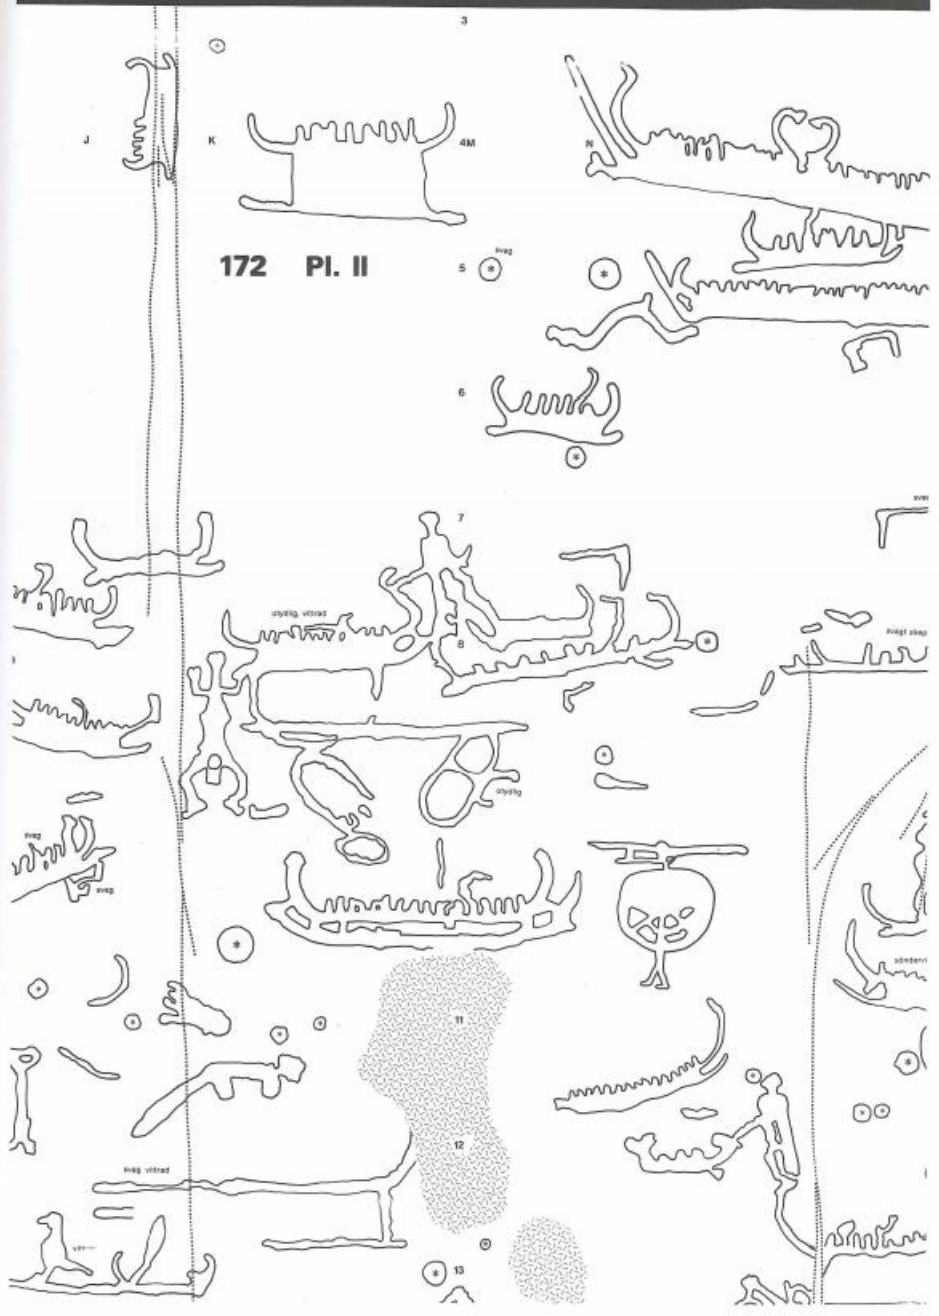 3
J
K
4M
N
172 Pl. II
svag
5
6
7
otydlig, vittrad
8
svagt skep
otydlig
svag
svag
söndervi
11
12
svag vittrad
13